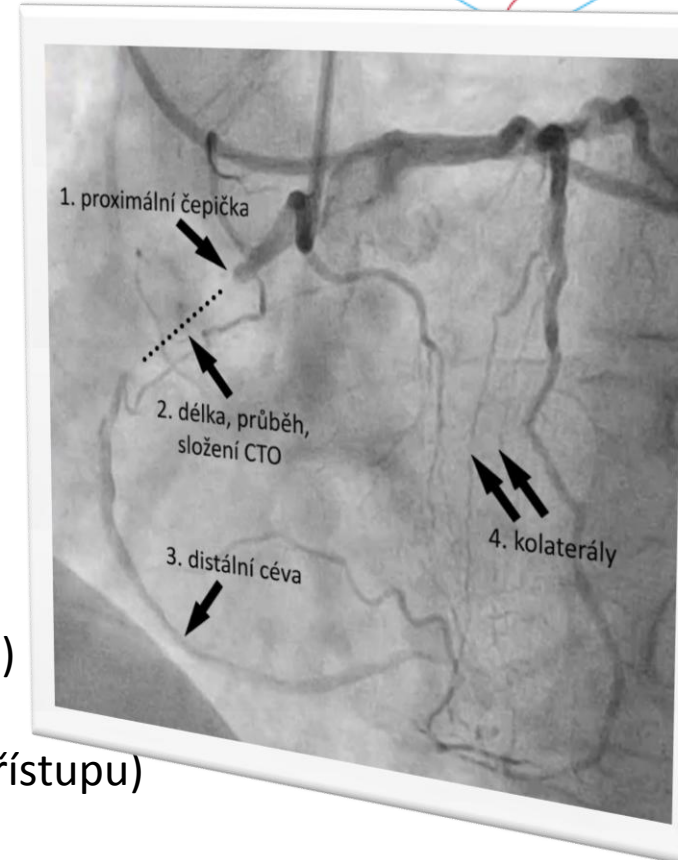 1. proximální čepička
2. délka, průběh,
složení CTO
3. distální céva
4. kolaterály
)
řístupu)